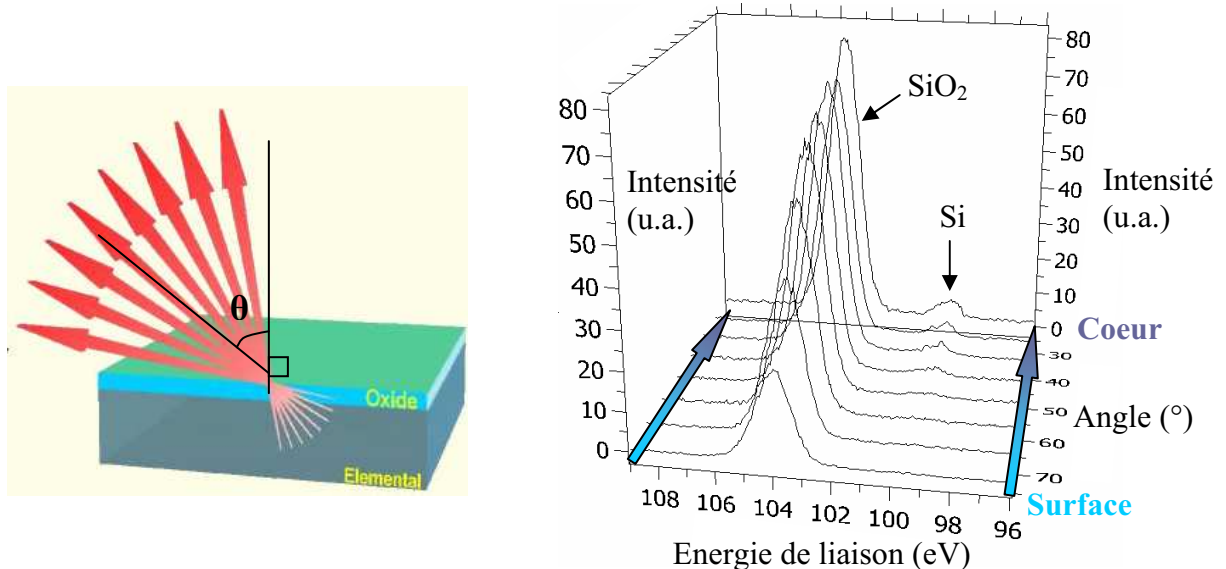 θ
Oxide
Elemental
80
70
60
50
40
30
20
10
0
Intensité
(u.a.)
SiO₂
Si
80
70
60
50
40
30
20
10
0
Intensité
(u.a.)
Coeur
30
40
50
60
70
Angle (°)
Surface
108 106 104 102 100 98 96
Energie de liaison (eV)